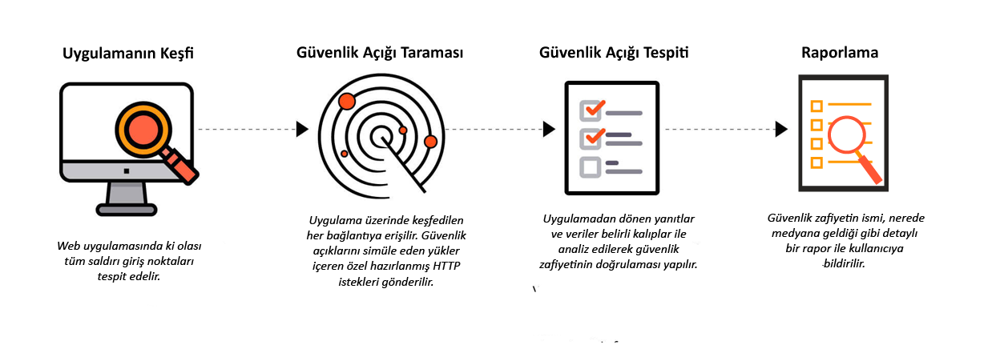 Uygulamanın Keşfi
Web uygulamasında ki olası
tüm saldırı giriş noktaları
tespit edelir.
Güvenlik Açığı Taraması
Uygulama üzerinde keşfedilen
her bağlantıya erişilir. Güvenlik
açıklarını simüle eden yükler
içeren özel hazırlanmış HTTP
istekleri gönderilir.
Güvenlik Açığı Tespiti
Uygulamadan dönen yanıtlar
ve veriler belirli kalıplar ile
analiz edilerek güvenlik
zafiyetinin doğrulaması yapılır.
Raporlama
Güvenlik zafiyetin ismi, nerede
medyana geldiği gibi detaylı
bir rapor ile kullanıcıya
bildirilir.